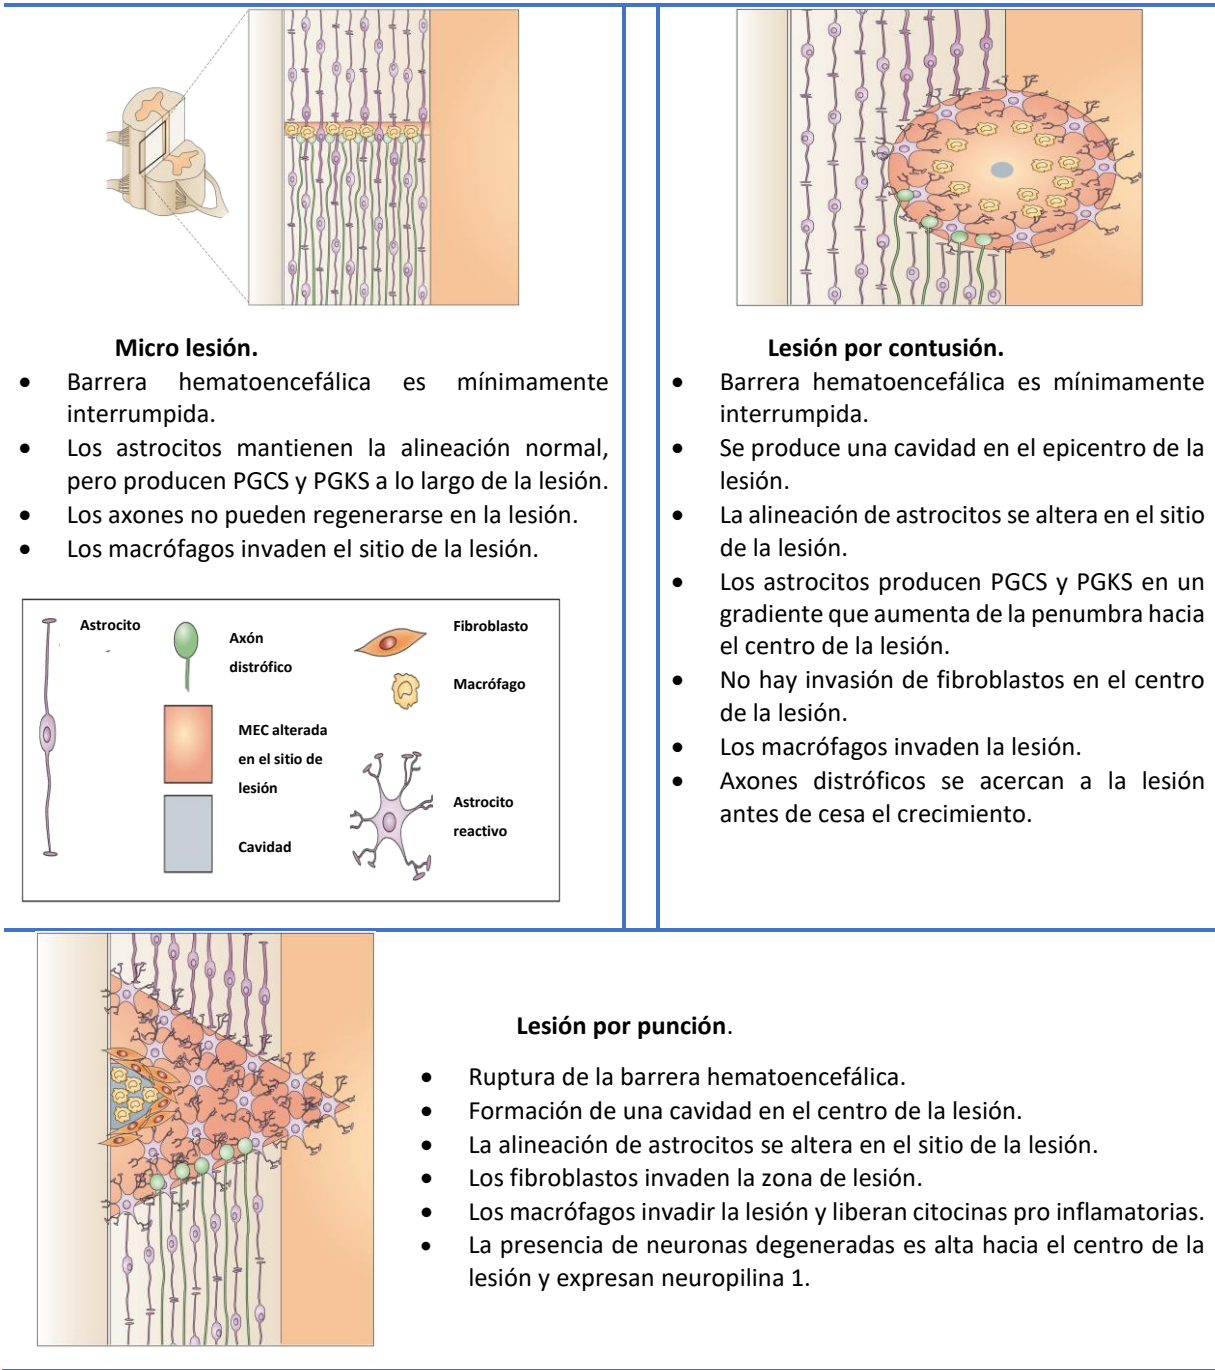 Micro lesión.
• Barrera hematoencefálica es mínimamente
interrumpida.
• Los astrocitos mantienen la alineación normal,
pero producen PGCS y PGKS a lo largo de la lesión.
• Los axones no pueden regenerarse en la lesión.
• Los macrófagos invaden el sitio de la lesión.
Astrocito
Axón
distrófico
MEC alterada
en el sitio de
lesión
Cavidad
Fibroblasto
Macrófago
Astrocito
reactivo
Lesión por contusión.
• Barrera hematoencefálica es mínimamente
interrumpida.
• Se produce una cavidad en el epicentro de la
lesión.
• La alineación de astrocitos se altera en el sitio
de la lesión.
• Los astrocitos producen PGCS y PGKS en un
gradiente que aumenta de la penumbra hacia
el centro de la lesión.
• No hay invasión de fibroblastos en el centro
de la lesión.
• Los macrófagos invaden la lesión.
• Axones distróficos se acercan a la lesión
antes de cesa el crecimiento.
Lesión por punción.
• Ruptura de la barrera hematoencefálica.
• Formación de una cavidad en el centro de la lesión.
• La alineación de astrocitos se altera en el sitio de la lesión.
• Los fibroblastos invaden la zona de lesión.
• Los macrófagos invadir la lesión y liberan citocinas pro inflamatorias.
• La presencia de neuronas degeneradas es alta hacia el centro de la
lesión y expresan neuropilina 1.